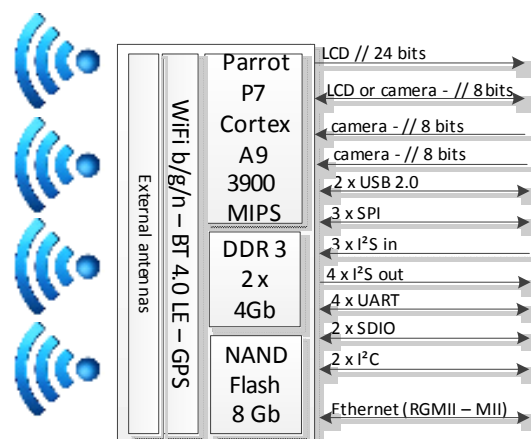 External antennas
WiFi b/g/n – BT 4.0 LE – GPS
Parrot
P7
Cortex
A9
3900
MIPS
DDR 3
2 x
4Gb
NAND
Flash
8 Gb
LCD // 24 bits
LCD or camera - // 8 bits
camera - // 8 bits
camera - // 8 bits
2 x USB 2.0
3 x SPI
3 x I²S in
4 x I²S out
4 x UART
2 x SDIO
2 x I²C
Ethernet (RGMII – MII)